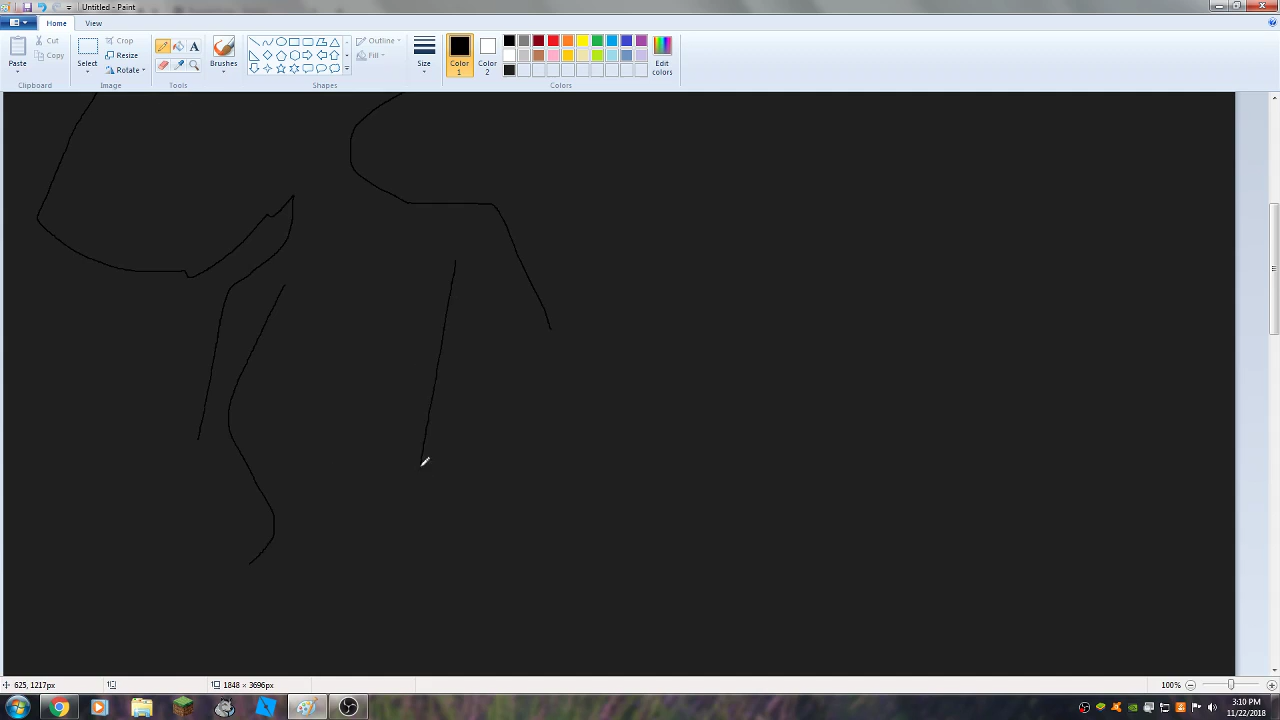 Untitled - Paint
Home View
Paste Cut Copy Select Crop Resize Rotate A Brushes Outline Fill Size Color 1 Color 2 Edit colors
Clipboard Image Tools Shapes Colors
625, 1217px 1848 × 3696px 100%
3:10 PM
11/22/2018